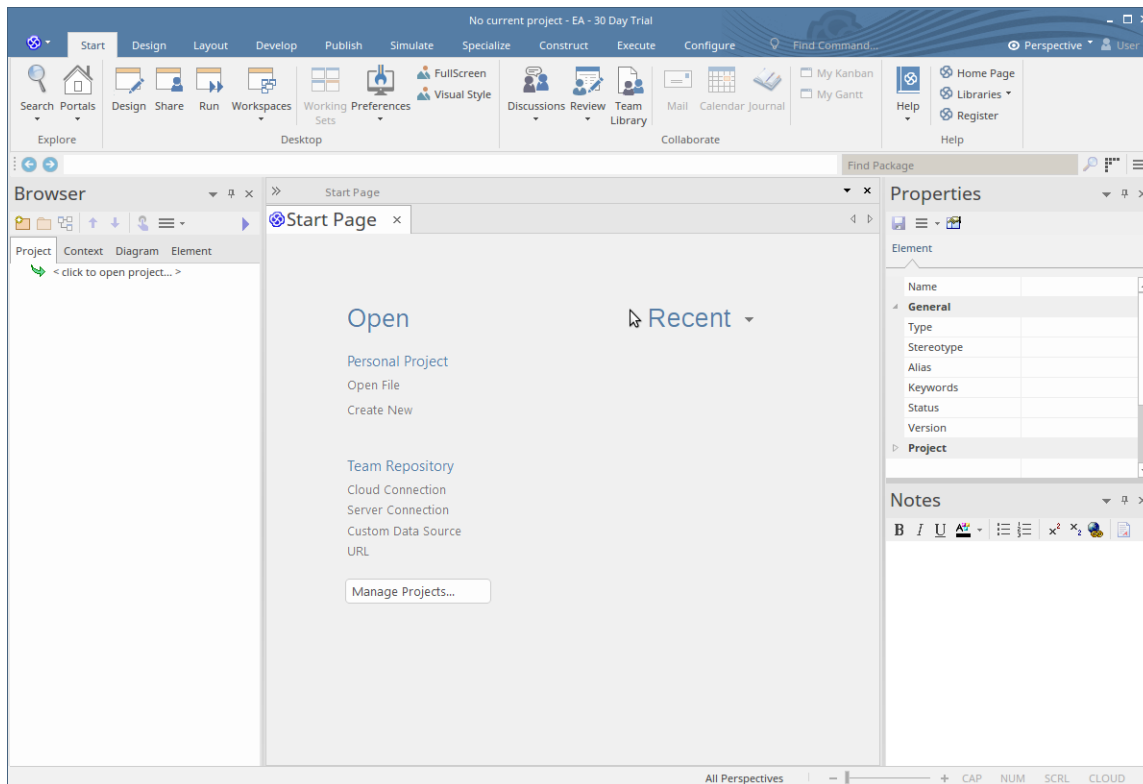 No current project - EA - 30 Day Trial
Start Design Layout Develop Publish Simulate Specialize Construct Execute Configure Find Command... Perspective User
Search Portals Design Share Run Workspaces Working Sets Preferences
FullScreen
Visual Style
Discussions Review Team Library Mail Calendar Journal
My Kanban
My Gantt
Help
Home Page
Libraries
Register
Explore Desktop Collaborate Help
Find Package
Browser
Project Context Diagram Element
< click to open project... >
Start Page
Start Page
Open
Personal Project
Open File
Create New
Team Repository
Cloud Connection
Server Connection
Custom Data Source
URL
Manage Projects...
Recent
Properties
Element
Name
General
Type
Stereotype
Alias
Keywords
Status
Version
Project
Notes
B I U
All Perspectives CAP NUM SCRL CLOUD